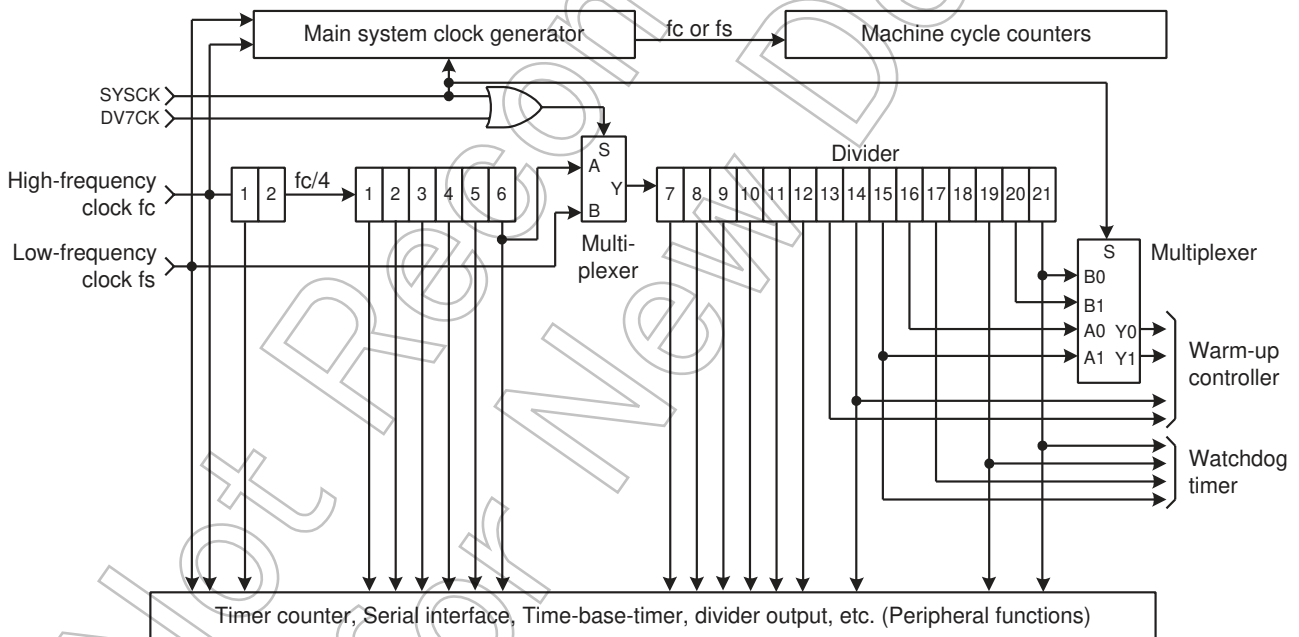 Main system clock generator
fc or fs
Machine cycle counters
SYSCK
DV7CK
High-frequency
clock fc
1 2
fc/4
1 2 3 4 5 6
S
A
Y
B
Multi-
plexer
Divider
7 8 9 10 11 12 13 14 15 16 17 18 19 20 21
Low-frequency
clock fs
S
B0
B1
A0 Y0
A1 Y1
Multiplexer
Warm-up
controller
Watchdog
timer
Timer counter, Serial interface, Time-base-timer, divider output, etc. (Peripheral functions)